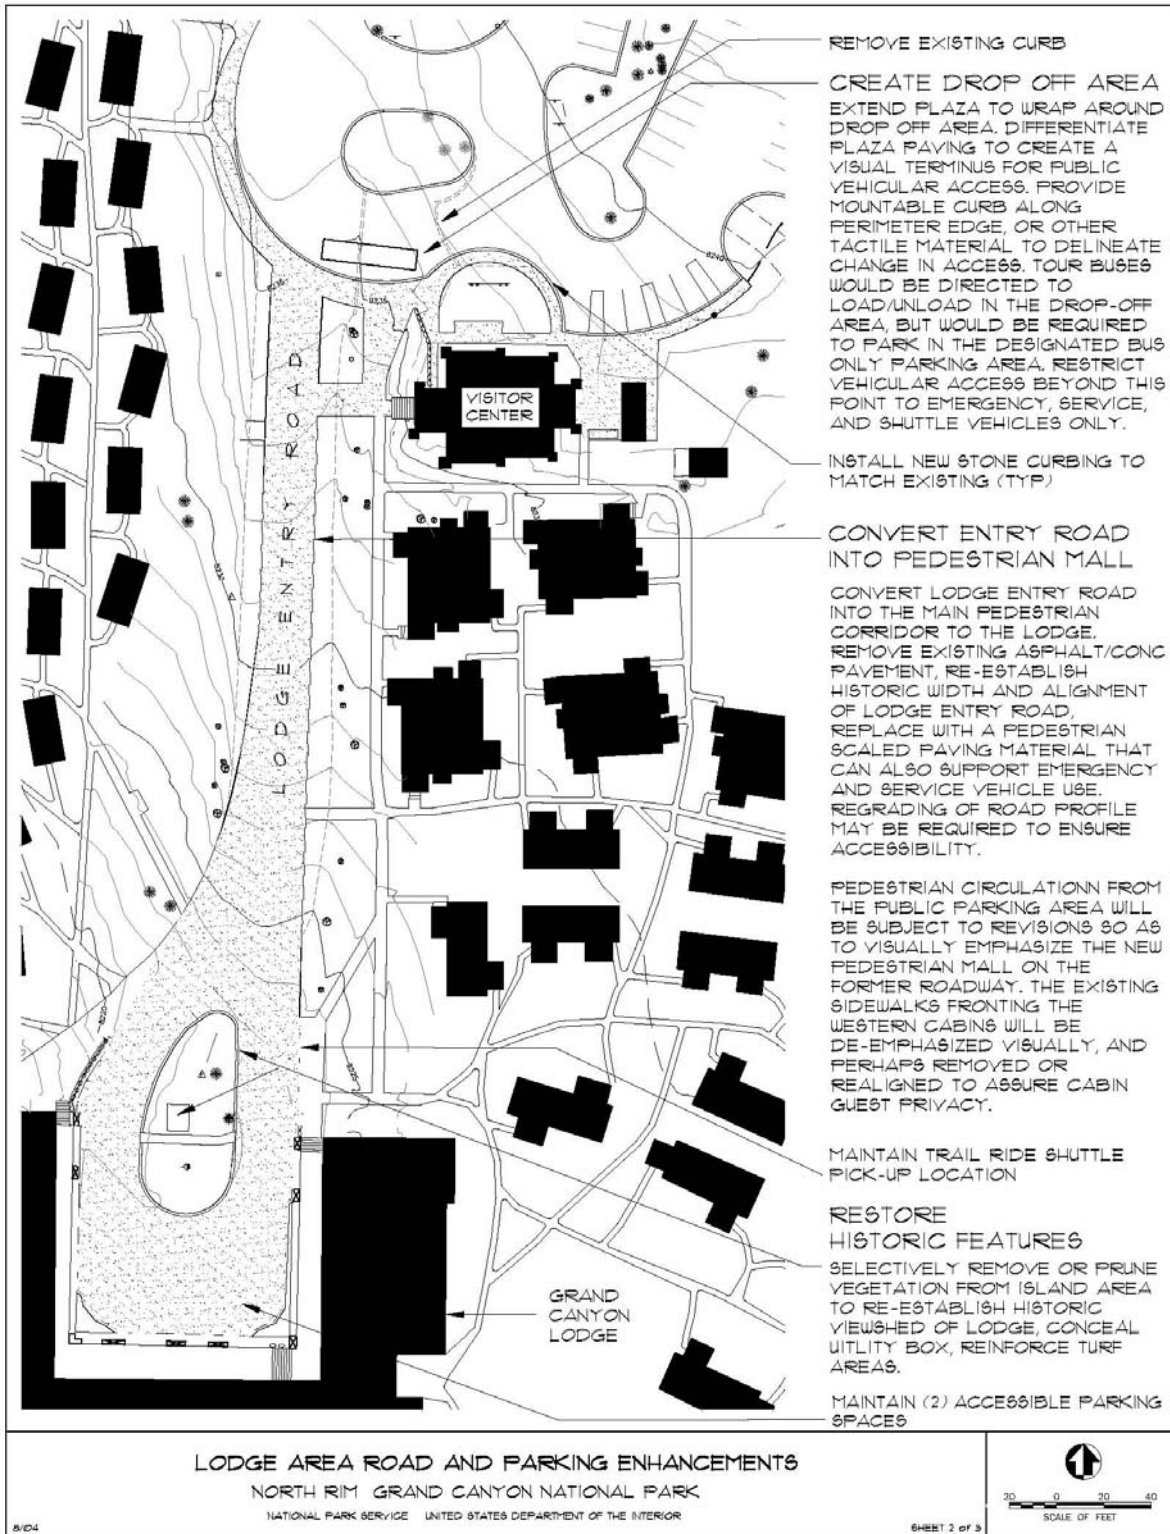 REMOVE EXISTING CURB
CREATE DROP OFF AREA
EXTEND PLAZA TO WRAP AROUND
DROP OFF AREA. DIFFERENTIATE
PLAZA PAVING TO CREATE A
VISUAL TERMINUS FOR PUBLIC
VEHICULAR ACCESS. PROVIDE
MOUNTABLE CURB ALONG
PERIMETER EDGE, OR OTHER
TACTILE MATERIAL TO DELINEATE
CHANGE IN ACCESS. TOUR BUSES
WOULD BE DIRECTED TO
LOAD/UNLOAD IN THE DROP-OFF
AREA, BUT WOULD BE REQUIRED
TO PARK IN THE DESIGNATED BUS
ONLY PARKING AREA. RESTRICT
VEHICULAR ACCESS BEYOND THIS
POINT TO EMERGENCY, SERVICE,
AND SHUTTLE VEHICLES ONLY.
INSTALL NEW STONE CURBING TO
MATCH EXISTING (TYP)
CONVERT ENTRY ROAD
INTO PEDESTRIAN MALL
CONVERT LODGE ENTRY ROAD
INTO THE MAIN PEDESTRIAN
CORRIDOR TO THE LODGE.
REMOVE EXISTING ASPHALT/CONC
PAVEMENT, RE-ESTABLISH
HISTORIC WIDTH AND ALIGNMENT
OF LODGE ENTRY ROAD,
REPLACE WITH A PEDESTRIAN
SCALED PAVING MATERIAL THAT
CAN ALSO SUPPORT EMERGENCY
AND SERVICE VEHICLE USE.
REGRADING OF ROAD PROFILE
MAY BE REQUIRED TO ENSURE
ACCESSIBILITY.
PEDESTRIAN CIRCULATIONN FROM
THE PUBLIC PARKING AREA WILL
BE SUBJECT TO REVISIONS SO AS
TO VISUALLY EMPHASIZE THE NEW
PEDESTRIAN MALL ON THE
FORMER ROADWAY. THE EXISTING
SIDEWALKS FRONTING THE
WESTERN CABINS WILL BE
DE-EMPHASIZED VISUALLY, AND
PERHAPS REMOVED OR
REALIGNED TO ASSURE CABIN
GUEST PRIVACY.
MAINTAIN TRAIL RIDE SHUTTLE
PICK-UP LOCATION
RESTORE
HISTORIC FEATURES
SELECTIVELY REMOVE OR PRUNE
VEGETATION FROM ISLAND AREA
TO RE-ESTABLISH HISTORIC
VIEWSHED OF LODGE, CONCEAL
UITLITY BOX, REINFORCE TURF
AREAS.
MAINTAIN (2) ACCESSIBLE PARKING
SPACES
VISITOR
CENTER
LODGE ENTRY ROAD
8240
8235
8235
8230
8220
8225
GRAND
CANYON
LODGE
LODGE AREA ROAD AND PARKING ENHANCEMENTS
NORTH RIM GRAND CANYON NATIONAL PARK
NATIONAL PARK SERVICE UNITED STATES DEPARTMENT OF THE INTERIOR
8/04
SHEET 2 OF 3
20 0 20 40
SCALE OF FEET